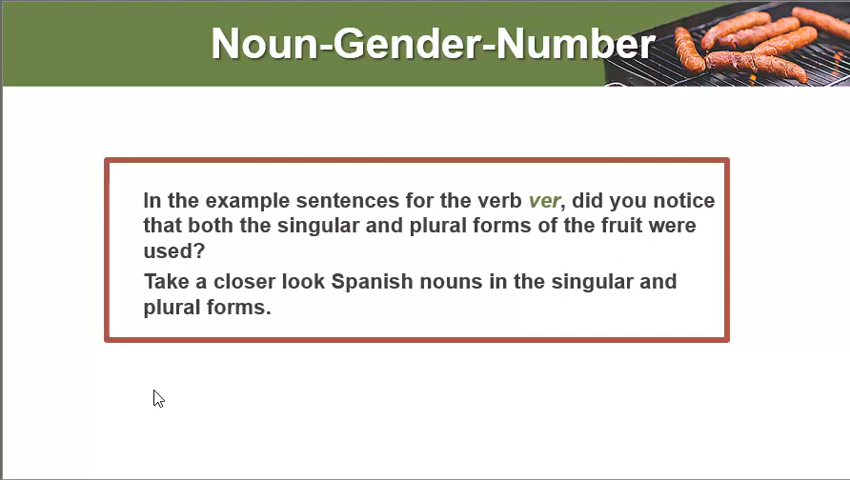 Noun-Gender-Number
In the example sentences for the verb ver, did you notice
that both the singular and plural forms of the fruit were
used?
Take a closer look Spanish nouns in the singular and
plural forms.